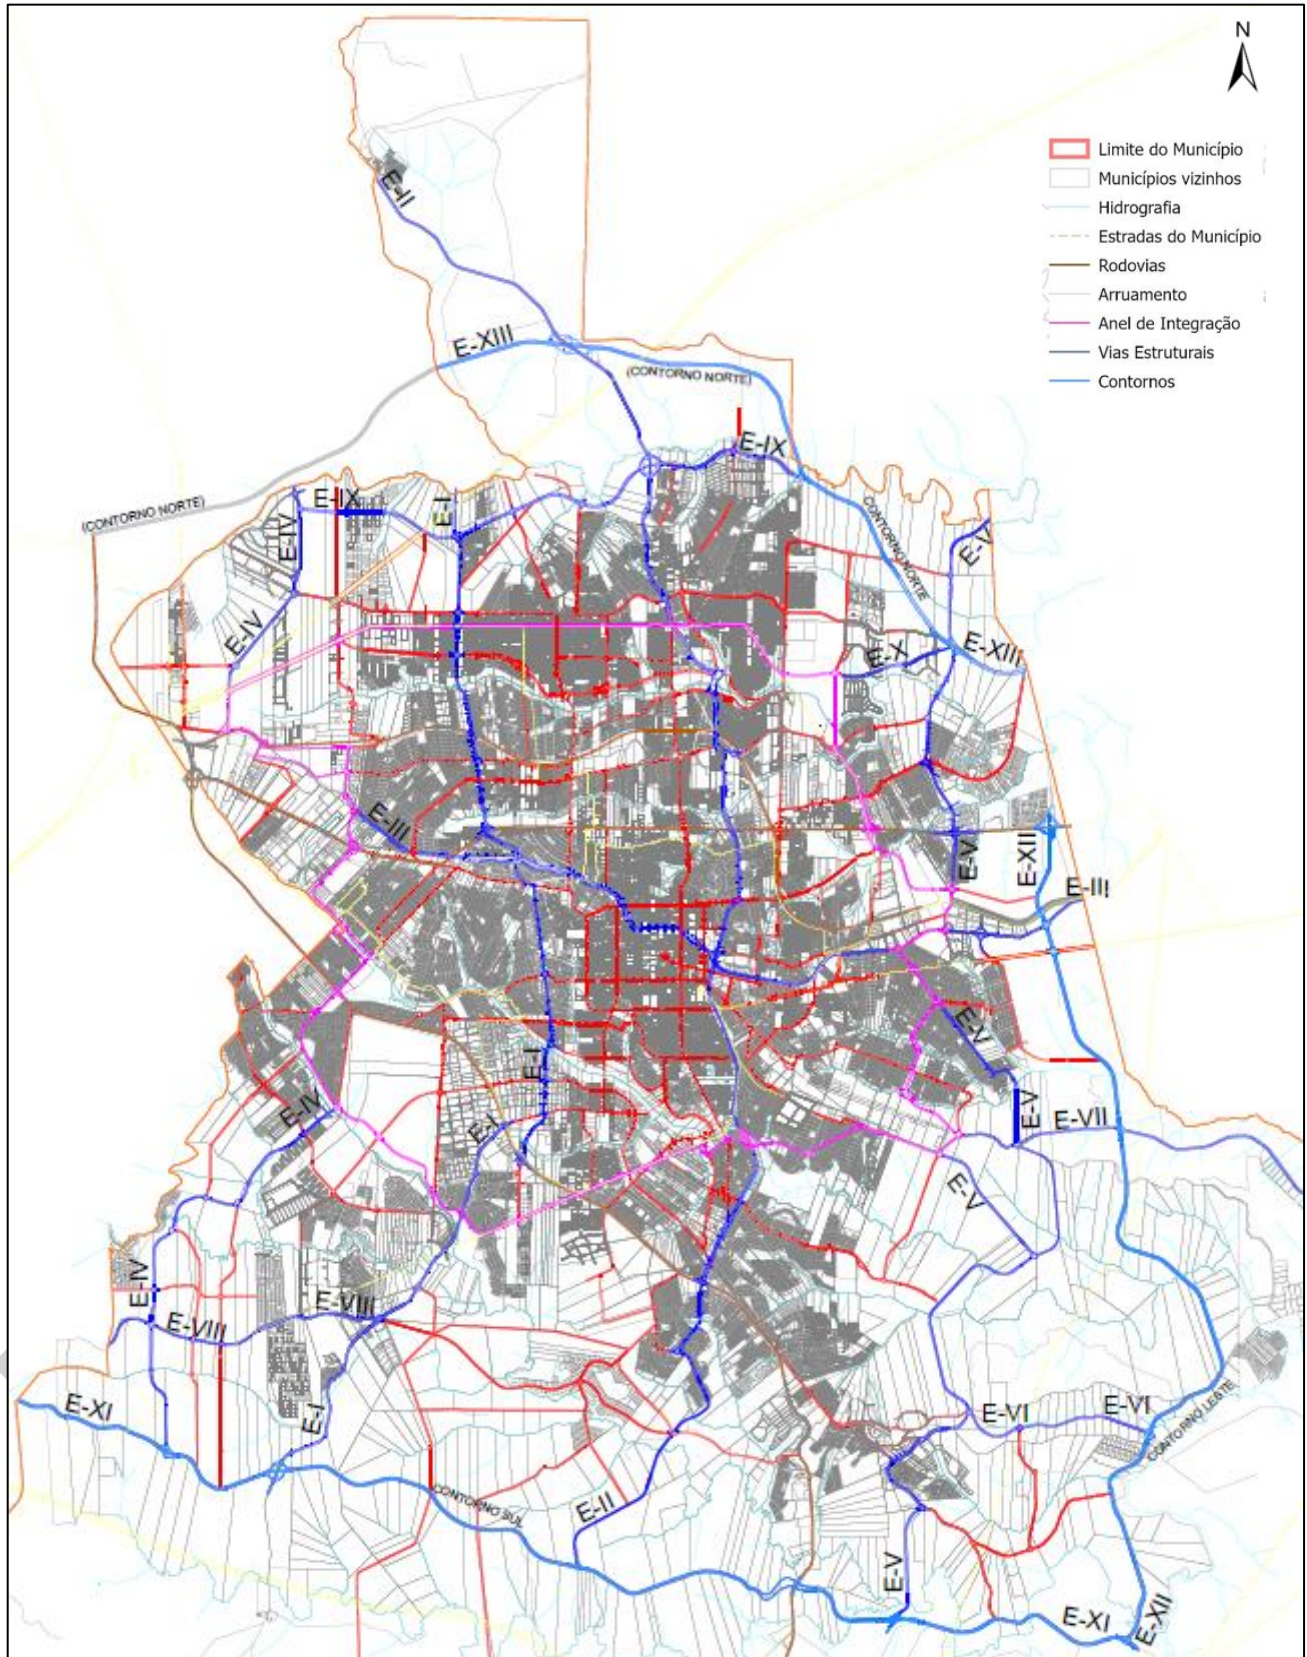 N
Limite do Município
Municípios vizinhos
Hidrografia
Estradas do Município
Rodovias
Arruamento
Anel de Integração
Vias Estruturais
Contornos
E-II
E-XIII
(CONTORNO NORTE)
E-IX
(CONTORNO NORTE)
E-IX
E-I
E-IV
CONTORNO NORTE
E-V
E-IV
E-X
E-XIII
E-III
E-V
E-XII
E-III
E-V
E-I
E-IV
E-I
E-V
E-VII
E-V
E-IV
E-VIII
E-VIII
E-XI
E-I
E-VI
E-VI
CONTORNO LESTE
CONTORNO SUL
E-II
E-V
E-XI
E-XII